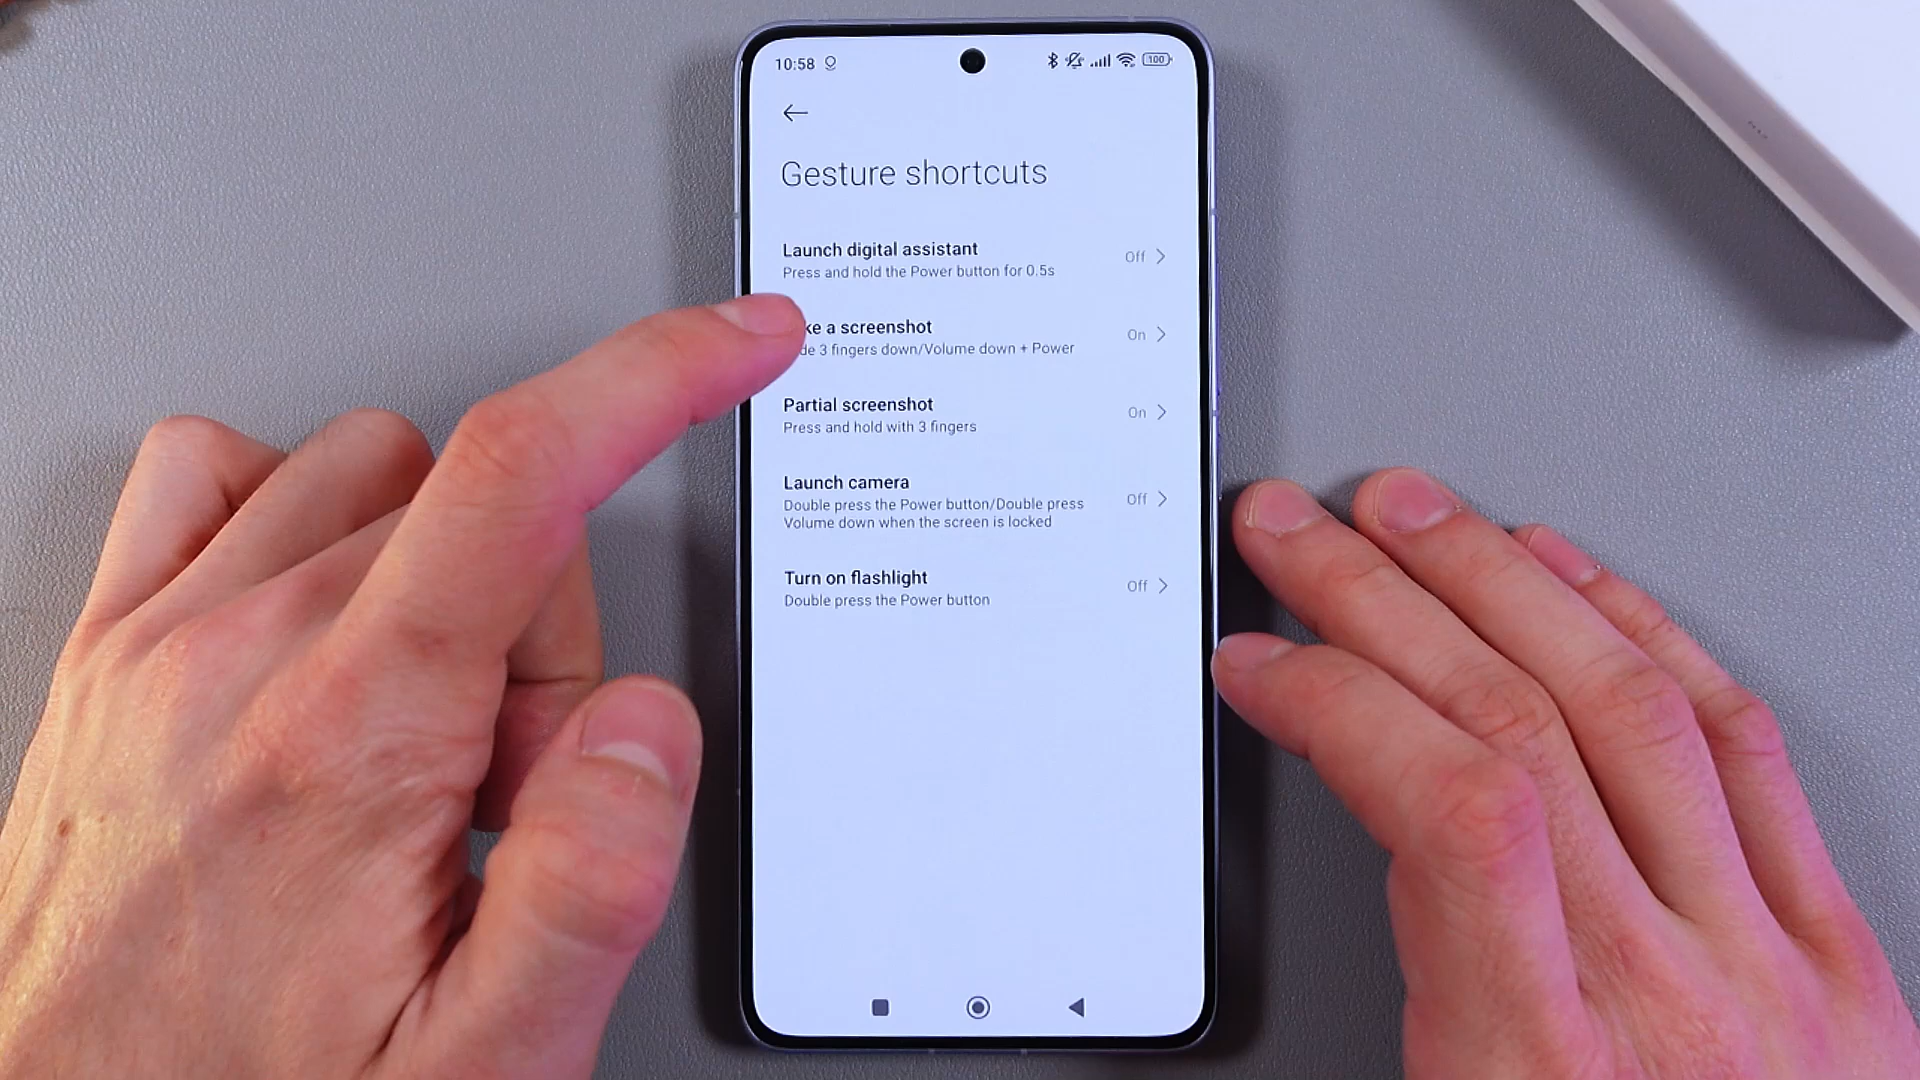 10:58
100
Gesture shortcuts
Launch digital assistant
Off
Press and hold the Power button for 0.5s
a screenshot
On
3 fingers down/Volume down + Power
Partial screenshot
On
Press and hold with 3 fingers
Launch camera
Off
Double press the Power button/Double press
Volume down when the screen is locked
Turn on flashlight
Off
Double press the Power button